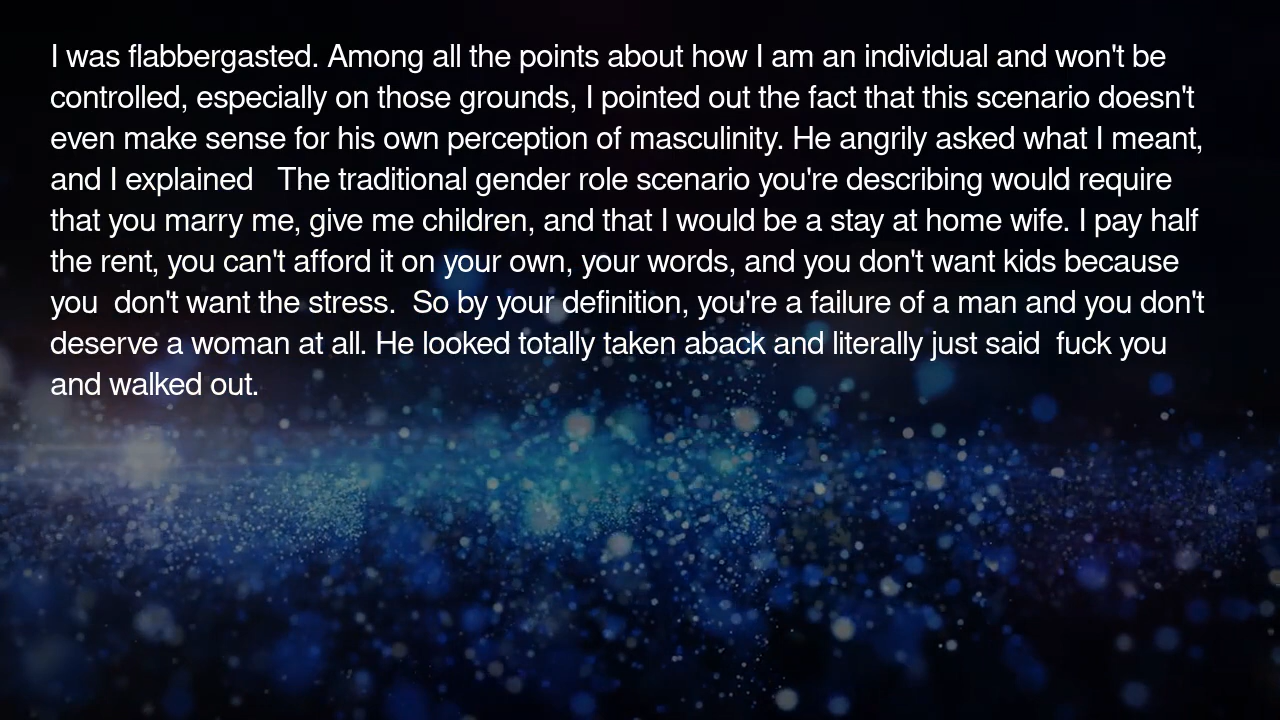 I was flabbergasted. Among all the points about how I am an individual and won't be
controlled, especially on those grounds, I pointed out the fact that this scenario doesn't
even make sense for his own perception of masculinity. He angrily asked what I meant,
and I explained   The traditional gender role scenario you're describing would require
that you marry me, give me children, and that I would be a stay at home wife. I pay half
the rent, you can't afford it on your own, your words, and you don't want kids because
you  don't want the stress.  So by your definition, you're a failure of a man and you don't
deserve a woman at all. He looked totally taken aback and literally just said  fuck you
and walked out.